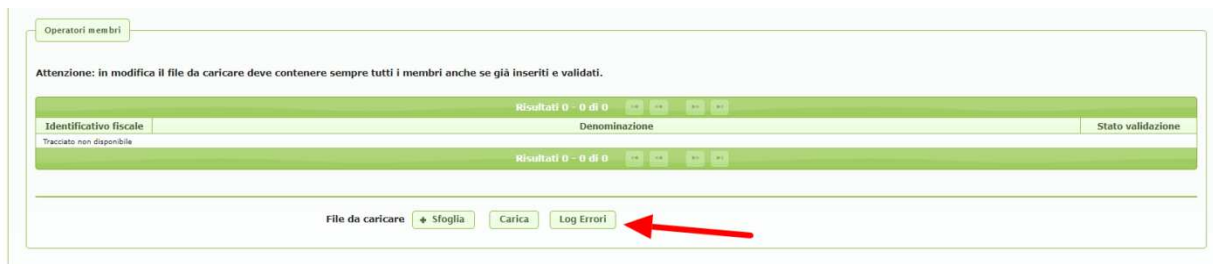 Operatori membri
Attenzione: in modifica il file da caricare deve contenere sempre tutti i membri anche se già inseriti e validati.
Risultati 0 - 0 di 0
Identificativo fiscale Denominazione Stato validazione
Tracciato non disponibile
Risultati 0 - 0 di 0
File da caricare + Sfoglia Carica Log Errori